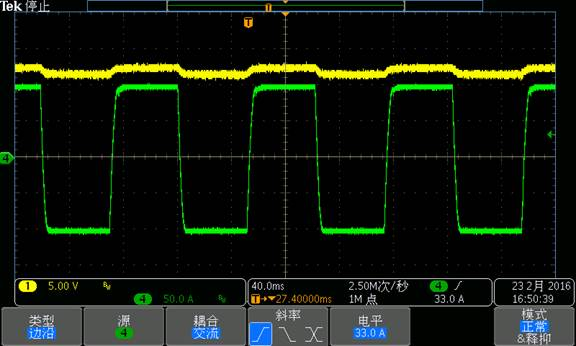 Tek 停止
T
T
4
1 5.00 V BW
4 50.0 A BW
40.0ms
T→▼27.40000ms
2.50M次/秒
1M 点
4 33.0 A
23 2月 2016
16:50:39
类型
边沿
源
4
耦合
交流
斜率
电平
33.0 A
模式
正常
&释抑